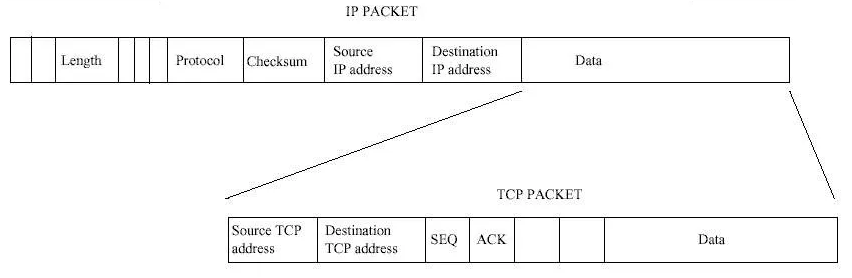 IP PACKET
Length
Protocol
Checksum
Source
IP address
Destination
IP address
Data
TCP PACKET
Source TCP
address
Destination
TCP address
SEQ
ACK
Data